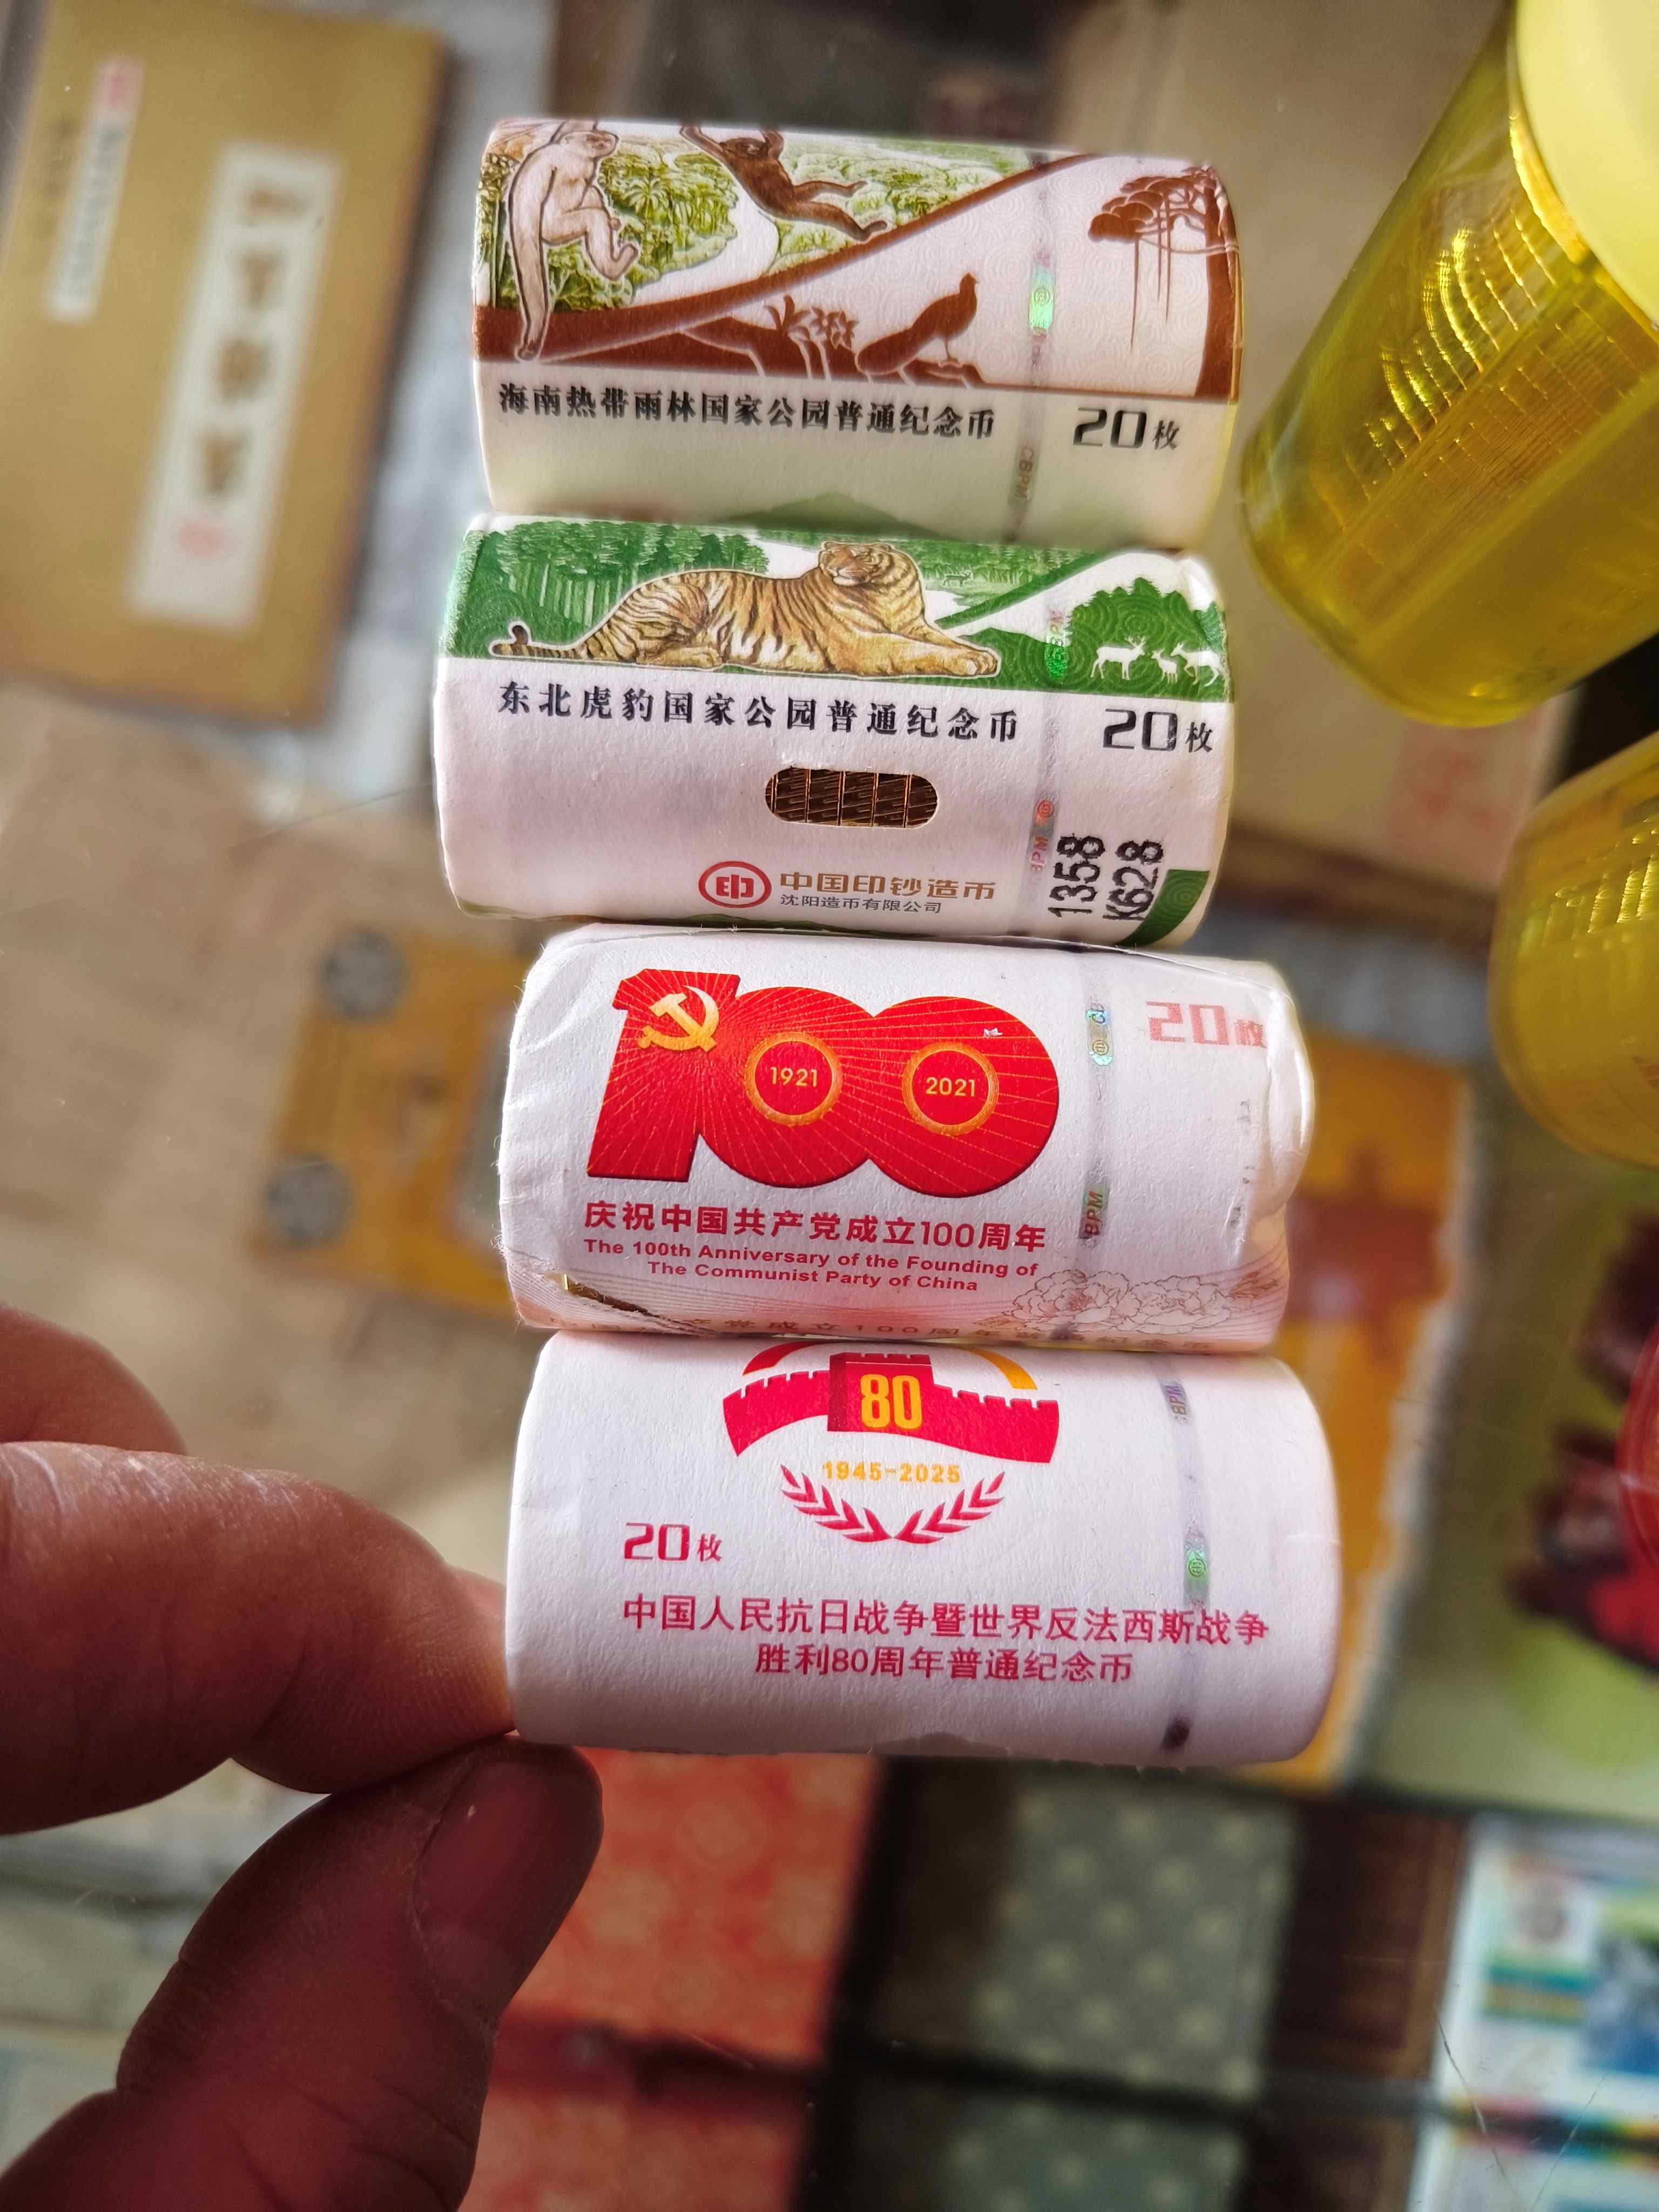 海南热带雨林国家公园普通纪念币 20枚
CBPM
东北虎豹国家公园普通纪念币 20枚
中国印钞造币
沈阳造币有限公司
1358
K628
100
1921 2021
20枚
庆祝中国共产党成立100周年
The 100th Anniversary of the Founding of
The Communist Party of China
80
1945-2025
CBPM
20枚
中国人民抗日战争暨世界反法西斯战争
胜利80周年普通纪念币